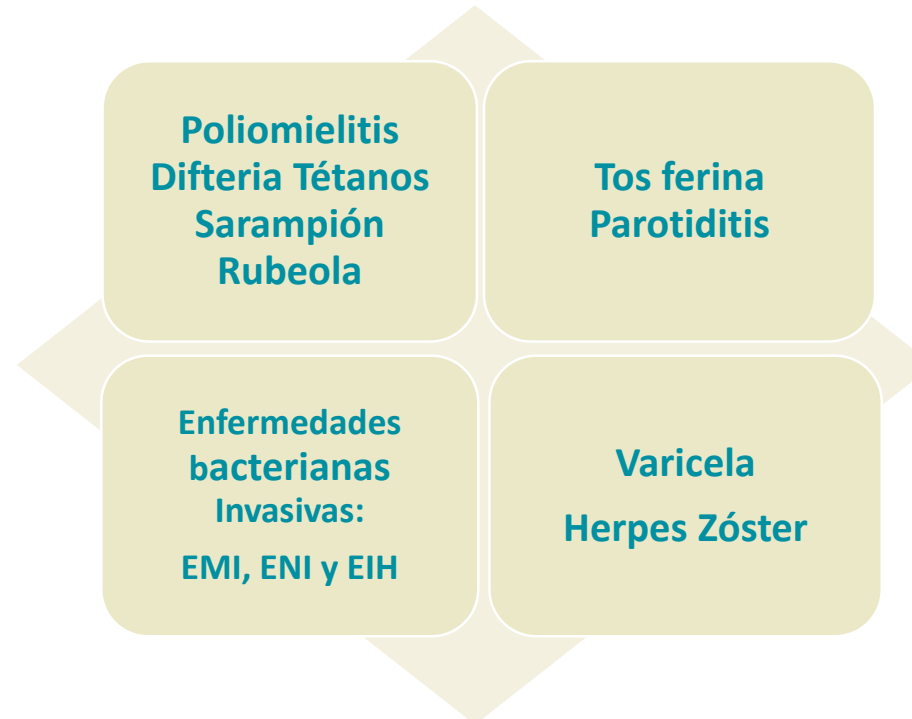 Poliomielitis
Difteria Tétanos
Sarampión
Rubeola
Tos ferina
Parotiditis
Enfermedades
bacterianas
Invasivas:
EMI, ENI y EIH
Varicela
Herpes Zóster